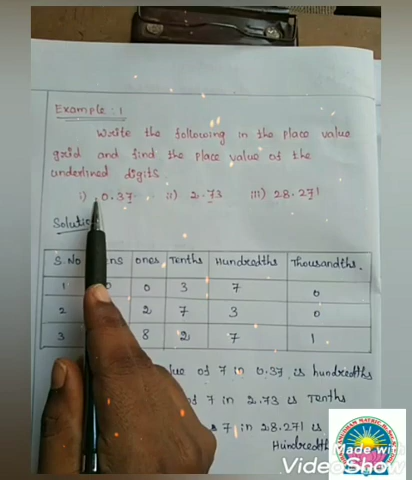 Example : 1
Write the following in the place value
grid and find the place value of the
underlined digits
i) 0.37 ii) 2.73 iii) 28.271
S.No ones Tenths Hundredths Thousandths.
1 0 3 7 0
2 2 7 3 0
3 8 2 7 1
of 7 in 0.37 is hundredths
7 in 2.73 is Tenths
7 in 28.271 is
Hundredth
Made with
VideoShow